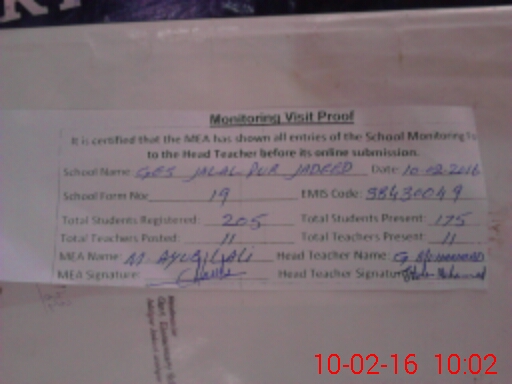 Monitoring Visit Proof
It is certified that the MEA has shown all entries of the School Monitoring Fo
to the Head Teacher before its online submission.
School Name GES JALAL PUR JADEED Date 10-02-2016
School Form No: 19 EMIS Code: 38430049
Total Students Registered: 205 Total Students Present: 175
Total Teachers Posted: 11 Total Teachers Present: 11
MEA Name: M AYUB ALI Head Teacher Name: G Mohammad
MEA Signature: Head Teacher Signature
10-02-16 10:02